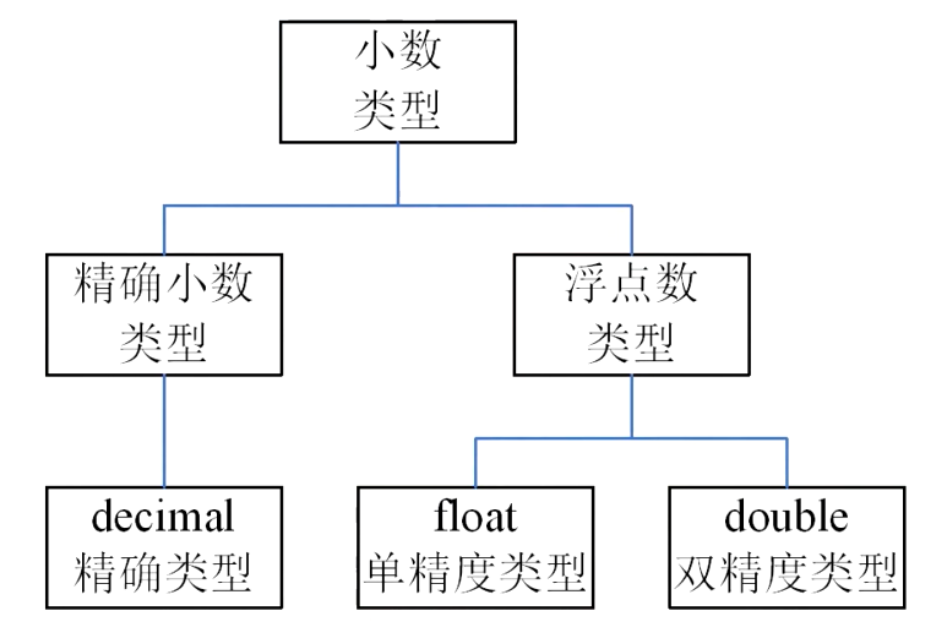 小数
类型
精确小数
类型
浮点数
类型
decimal
精确类型
float
单精度类型
double
双精度类型